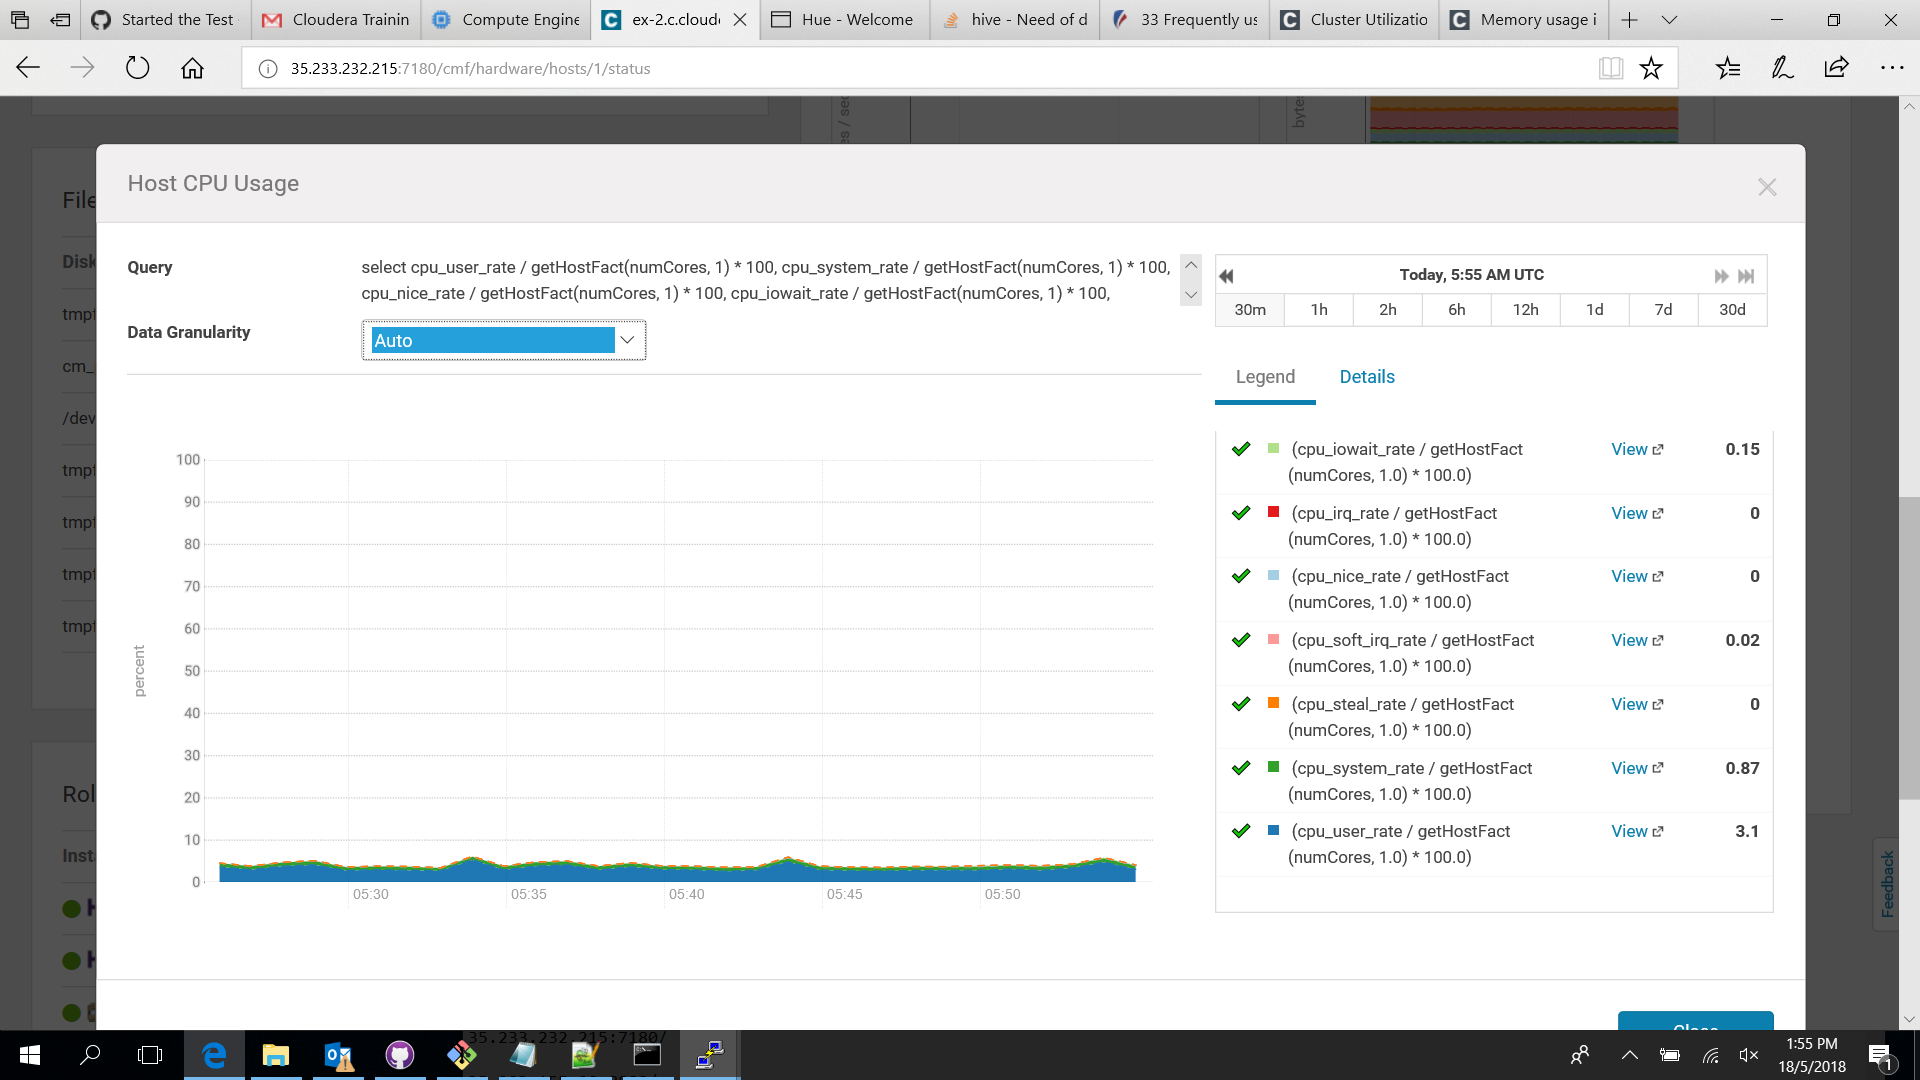 Started the Test
Cloudera Trainin
Compute Engine
ex-2.c.cloud
Hue - Welcome
hive - Need of d
33 Frequently us
Cluster Utilizatio
Memory usage i
35.233.232.215:7180/cmf/hardware/hosts/1/status
bytes
Host CPU Usage
File
Disk
tmpf
cm_
/dev
tmpf
tmpf
tmpf
tmpf
Rol
Inst
Query
select cpu_user_rate / getHostFact(numCores, 1) * 100, cpu_system_rate / getHostFact(numCores, 1) * 100,
cpu_nice_rate / getHostFact(numCores, 1) * 100, cpu_iowait_rate / getHostFact(numCores, 1) * 100,
Data Granularity
Auto
Today, 5:55 AM UTC
30m 1h 2h 6h 12h 1d 7d 30d
Legend Details
percent
100
90
80
70
60
50
40
30
20
10
0
05:30 05:35 05:40 05:45 05:50
(cpu_iowait_rate / getHostFact View 0.15
(numCores, 1.0) * 100.0)
(cpu_irq_rate / getHostFact View 0
(numCores, 1.0) * 100.0)
(cpu_nice_rate / getHostFact View 0
(numCores, 1.0) * 100.0)
(cpu_soft_irq_rate / getHostFact View 0.02
(numCores, 1.0) * 100.0)
(cpu_steal_rate / getHostFact View 0
(numCores, 1.0) * 100.0)
(cpu_system_rate / getHostFact View 0.87
(numCores, 1.0) * 100.0)
(cpu_user_rate / getHostFact View 3.1
(numCores, 1.0) * 100.0)
Feedback
Close
35.233.232.215:7180/
1:55 PM
18/5/2018
1